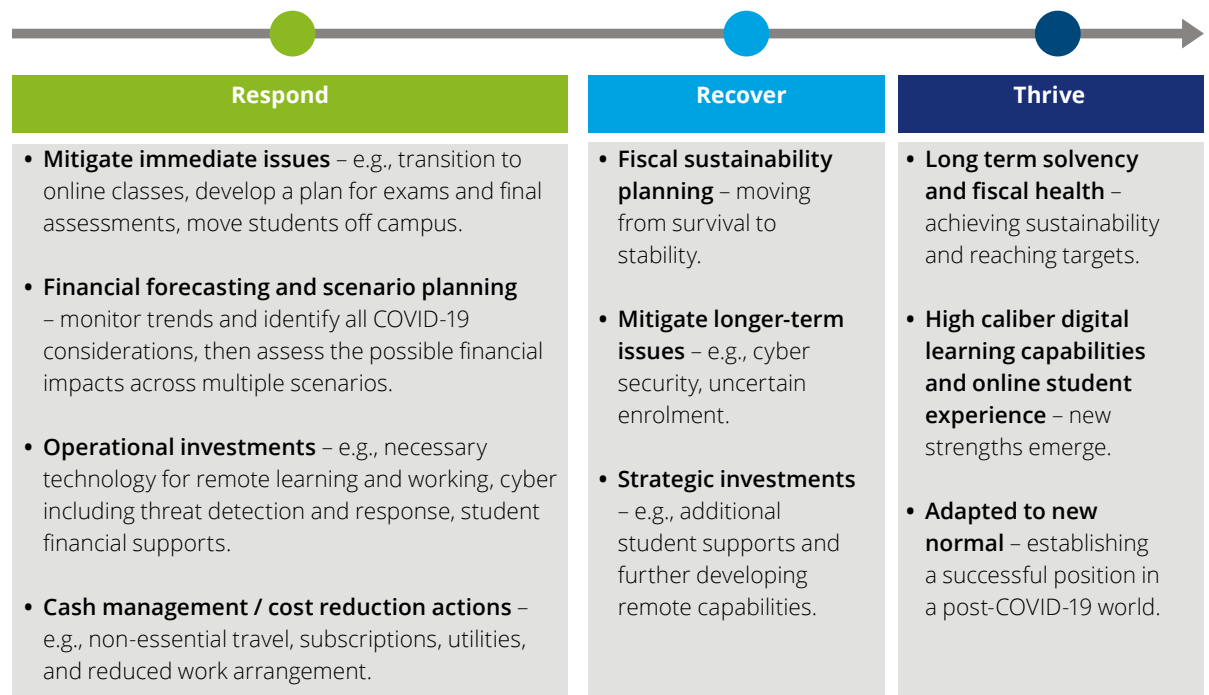 Respond
• Mitigate immediate issues – e.g., transition to
online classes, develop a plan for exams and final
assessments, move students off campus.
• Financial forecasting and scenario planning
– monitor trends and identify all COVID-19
considerations, then assess the possible financial
impacts across multiple scenarios.
• Operational investments – e.g., necessary
technology for remote learning and working, cyber
including threat detection and response, student
financial supports.
• Cash management / cost reduction actions –
e.g., non-essential travel, subscriptions, utilities,
and reduced work arrangement.
Recover
• Fiscal sustainability
planning – moving
from survival to
stability.
• Mitigate longer-term
issues – e.g., cyber
security, uncertain
enrolment.
• Strategic investments
– e.g., additional
student supports and
further developing
remote capabilities.
Thrive
• Long term solvency
and fiscal health –
achieving sustainability
and reaching targets.
• High caliber digital
learning capabilities
and online student
experience – new
strengths emerge.
• Adapted to new
normal – establishing
a successful position in
a post-COVID-19 world.